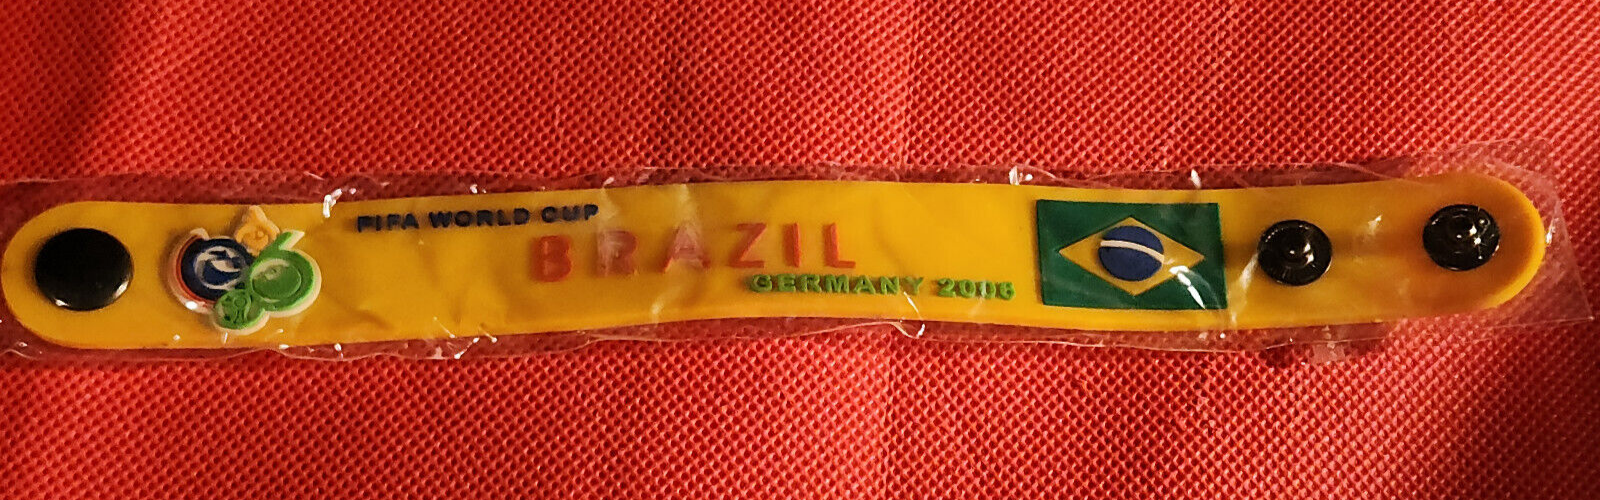 FIFA WORLD CUP
BRAZIL
GERMANY 2006